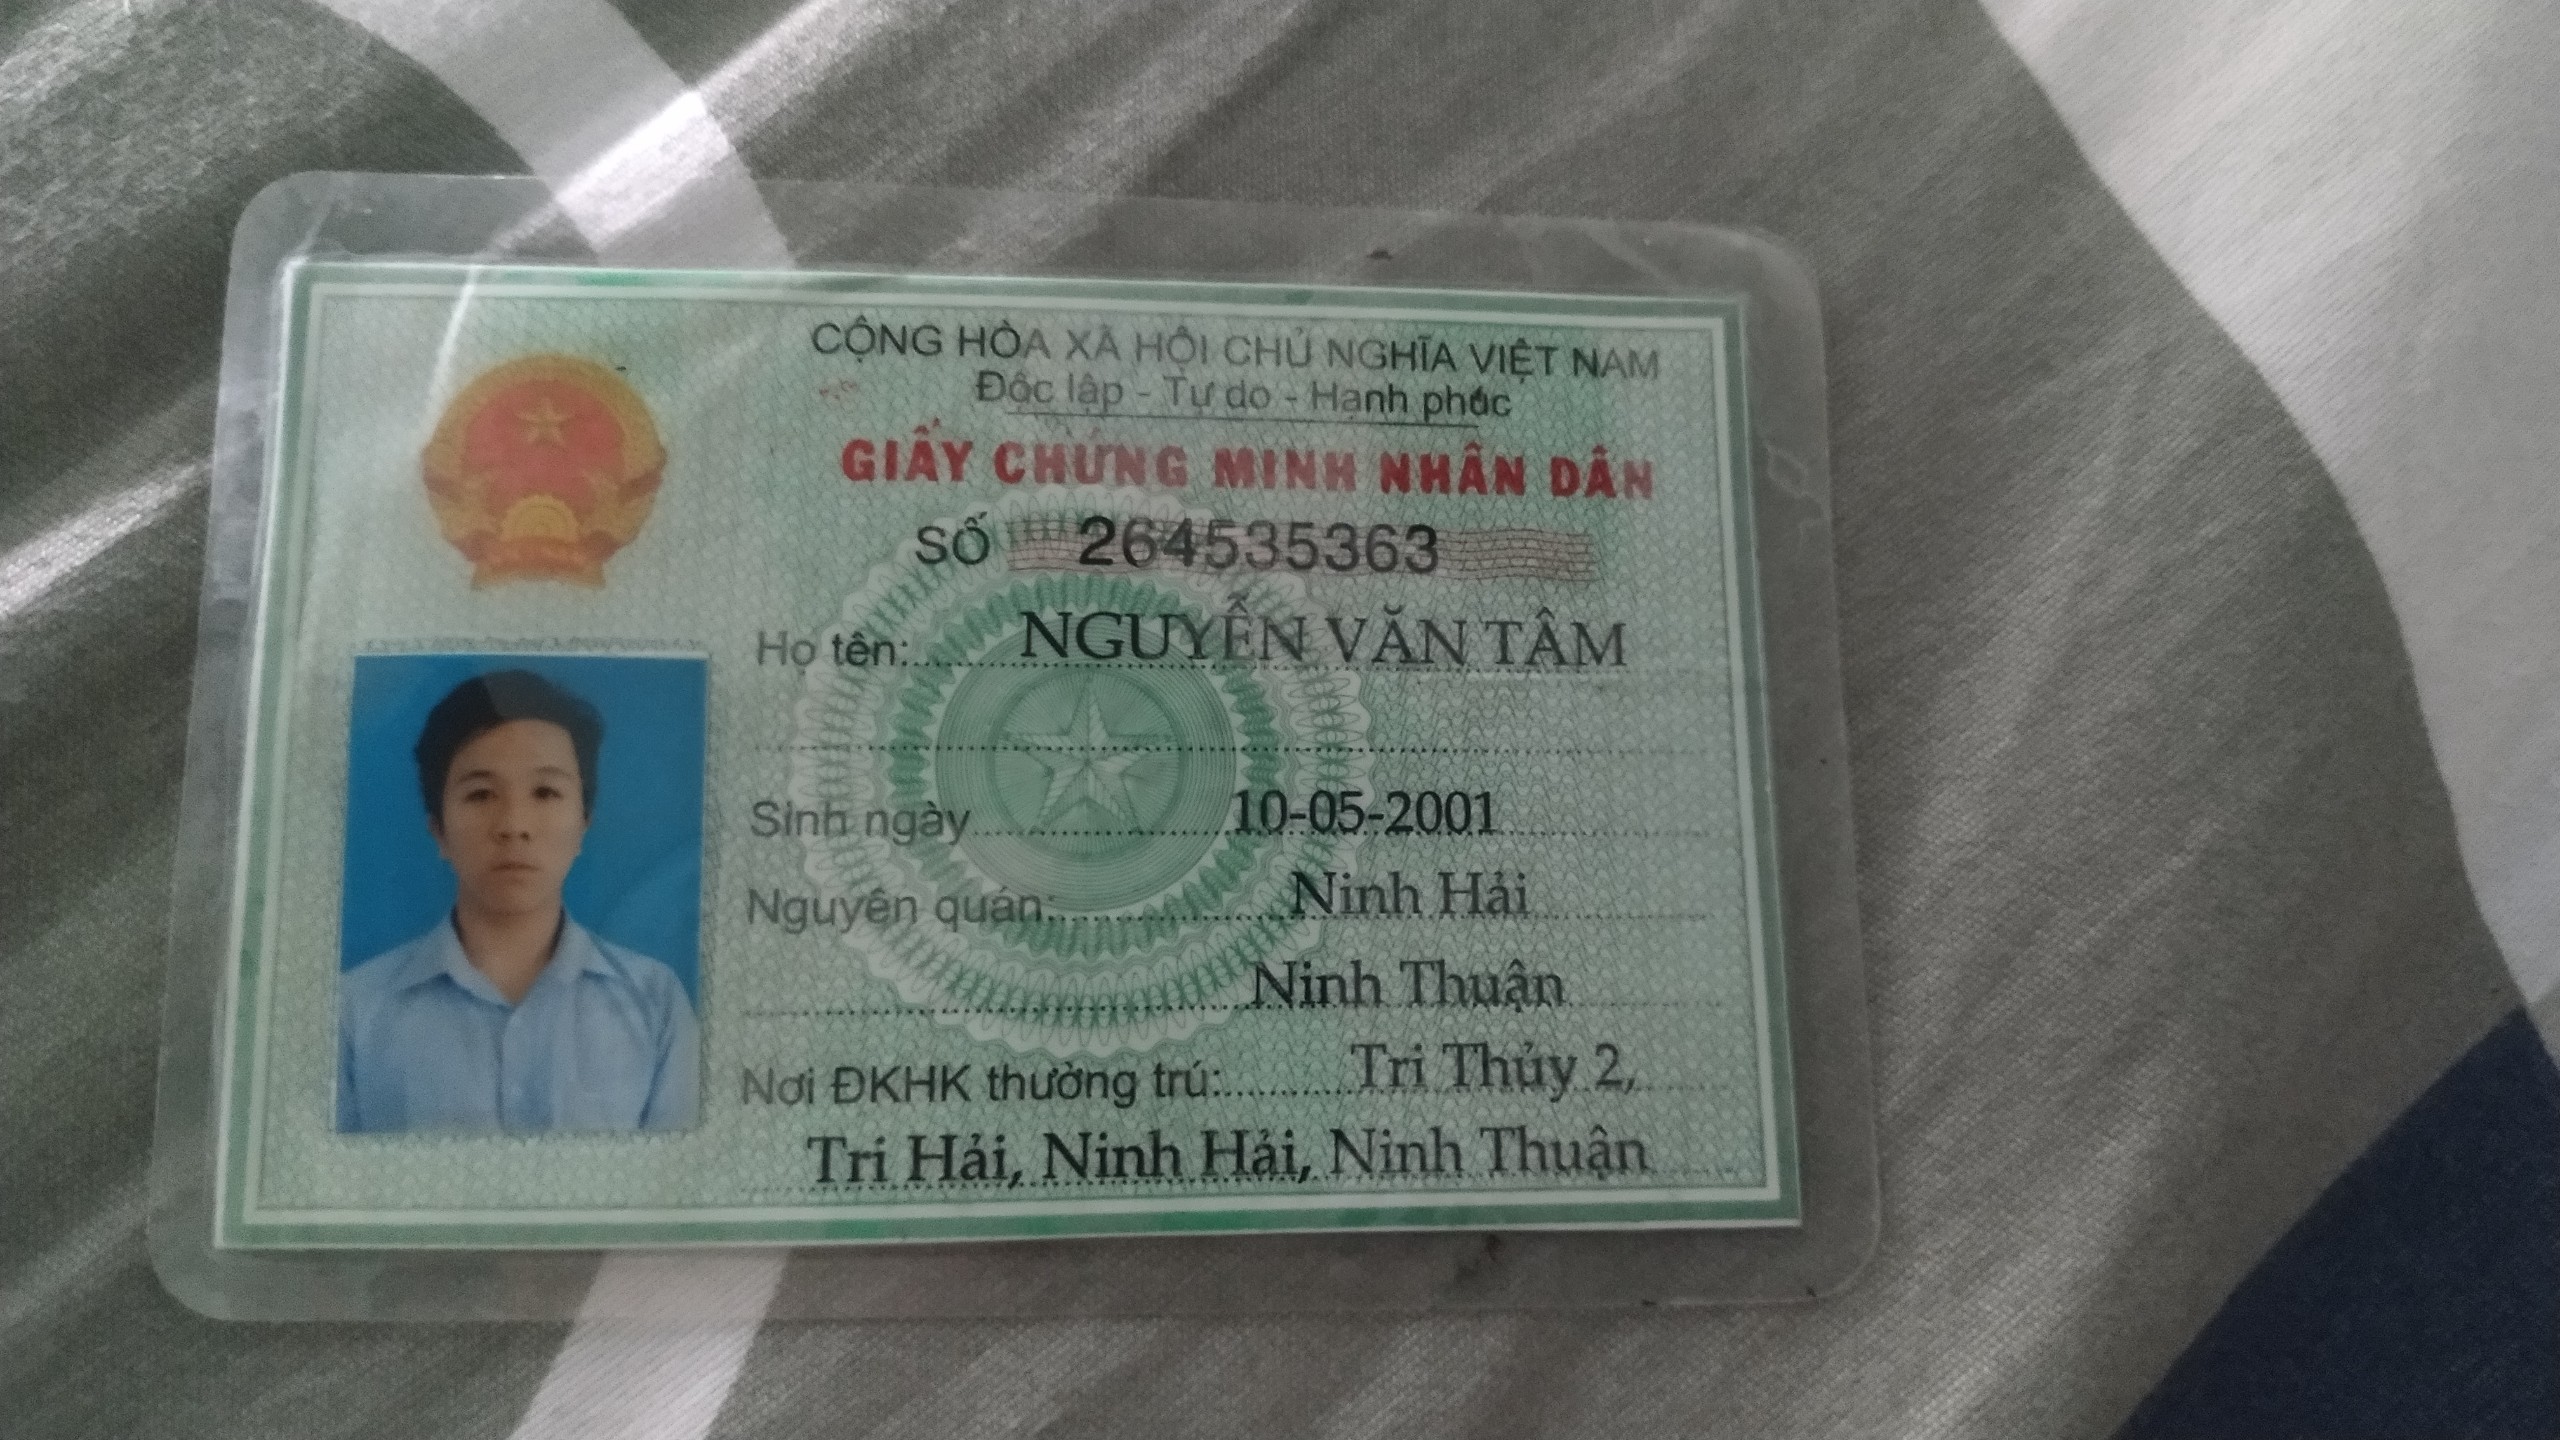 CỘNG HÒA XÃ HỘI CHỦ NGHĨA VIỆT NAM
Độc lập - Tự do - Hạnh phúc
GIẤY CHỨNG MINH NHÂN DÂN
SỐ 264535363
Họ tên: NGUYỄN VĂN TÂM
Sinh ngày 10-05-2001
Nguyên quán: Ninh Hải
Ninh Thuận
Nơi ĐKHK thường trú: Tri Thủy 2,
Tri Hải, Ninh Hải, Ninh Thuận